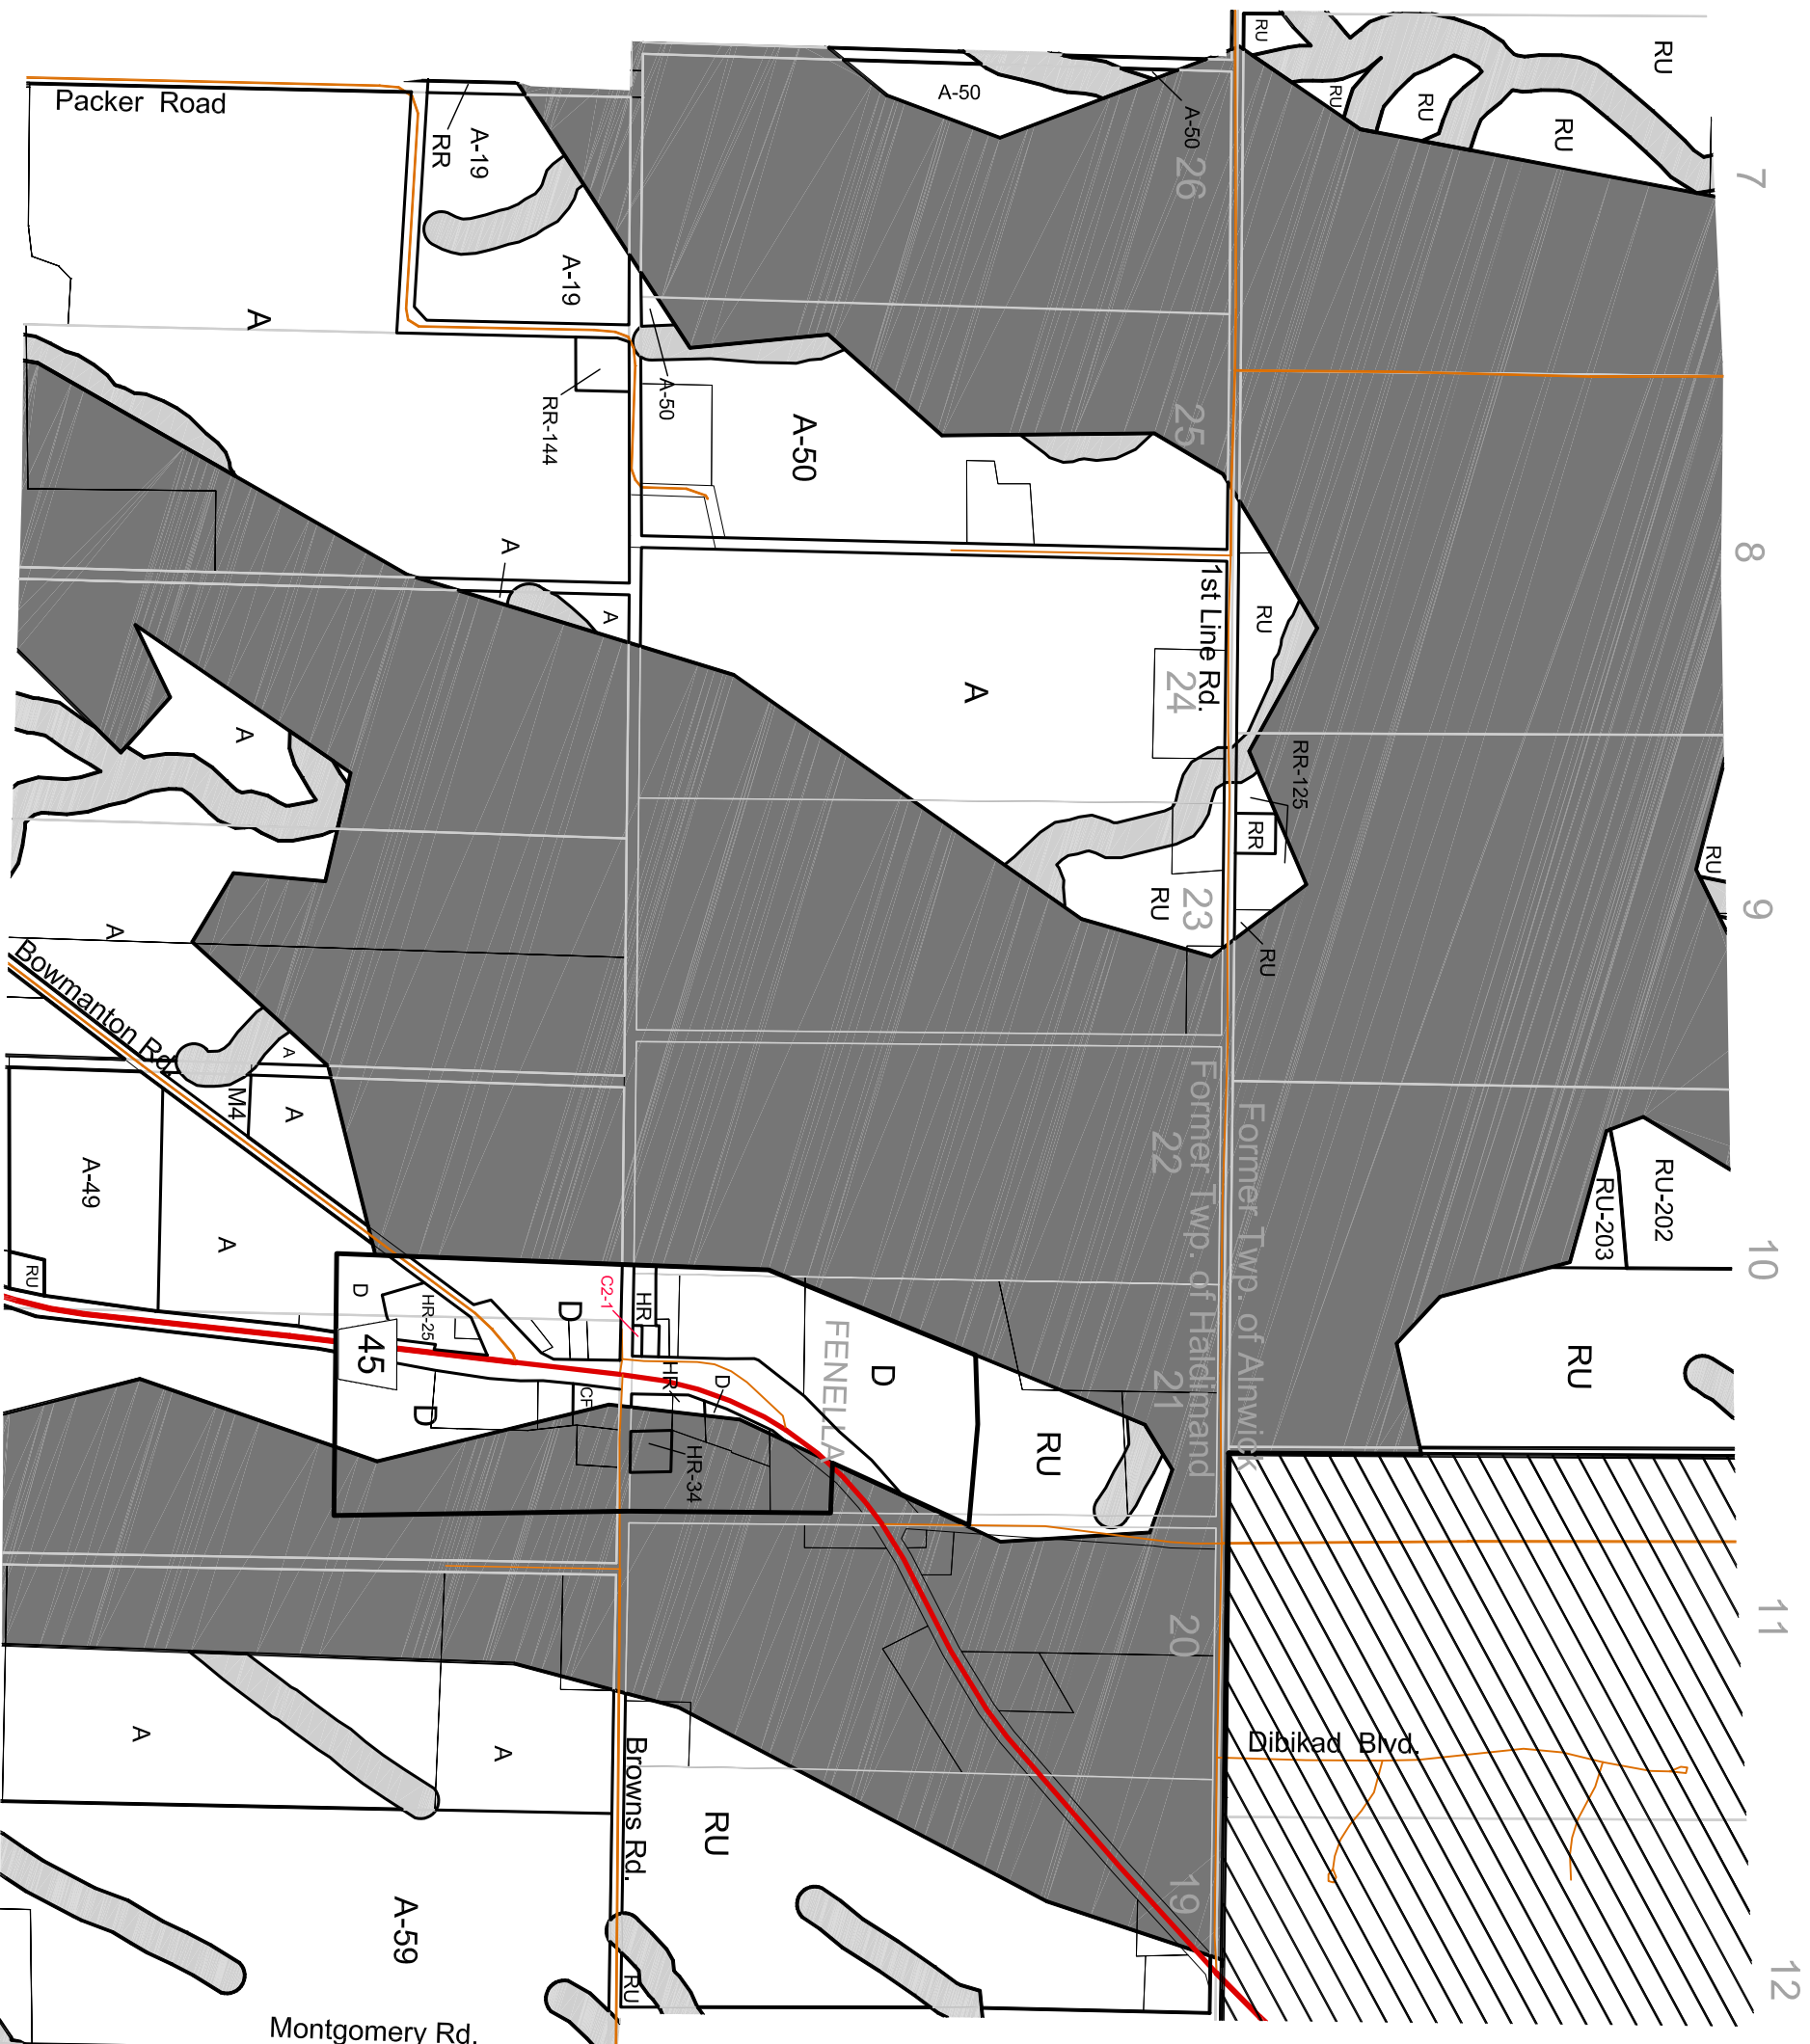 RU
RU
RU
RU
RU
7
Packer Road
A-19
RR
A-19
A-50
A-50
26
A
RR-144
A-50
A-50
25
8
A
A
1st Line Rd.
RU
A
24
A
RR-125
RR
RU
RU
23
RU
9
A
Bowmanton Rd.
A
M4
A
Former Twp. of Alnwick
Former Twp. of Haldimand
22
A-49
A
RU-203
RU-202
10
RU
C2-1
HR
D
HR-25
D
45
D
CF
HR-1
D
FENELLA
D
21
RU
RU
HR-34
20
11
A
A
Browns Rd.
RU
Dibikad Blvd.
19
A-59
RU
12
Montgomery Rd.